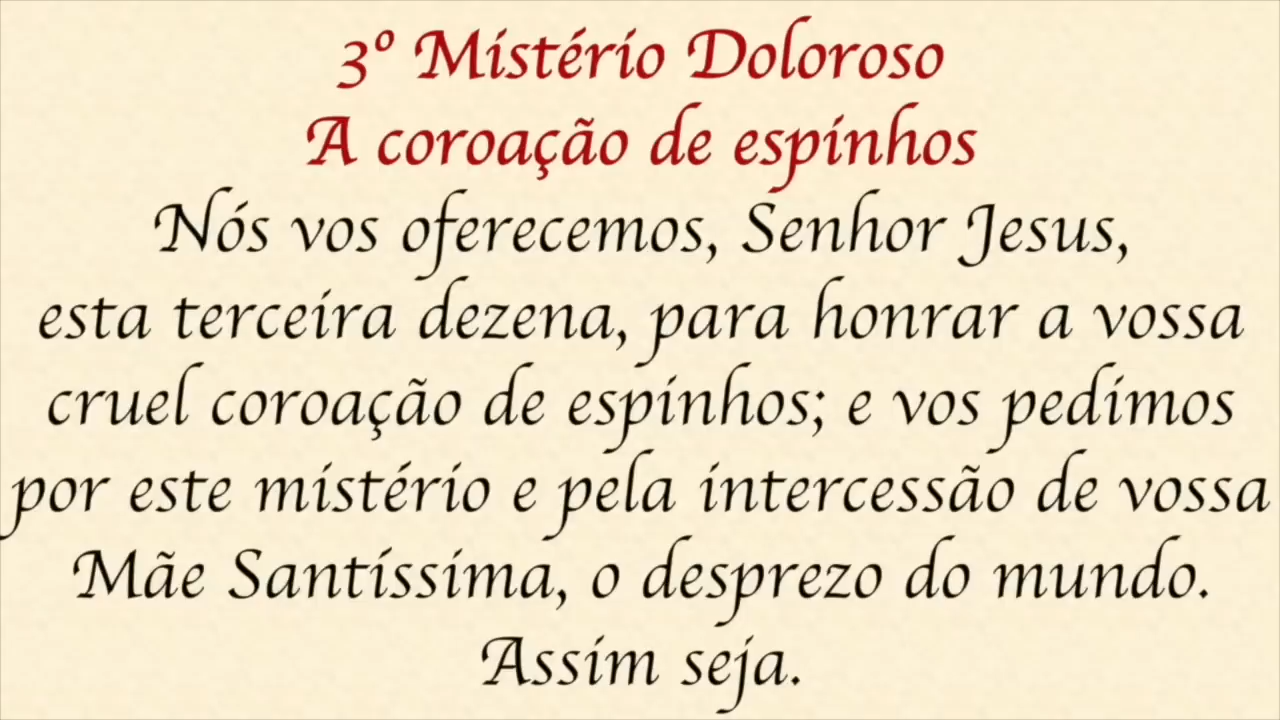 3º Mistério Doloroso
A coroação de espinhos
Nós vos oferecemos, Senhor Jesus,
esta terceira dezena, para honrar a vossa
cruel coroação de espinhos; e vos pedimos
por este mistério e pela intercessão de vossa
Mãe Santíssima, o desprezo do mundo.
Assim seja.